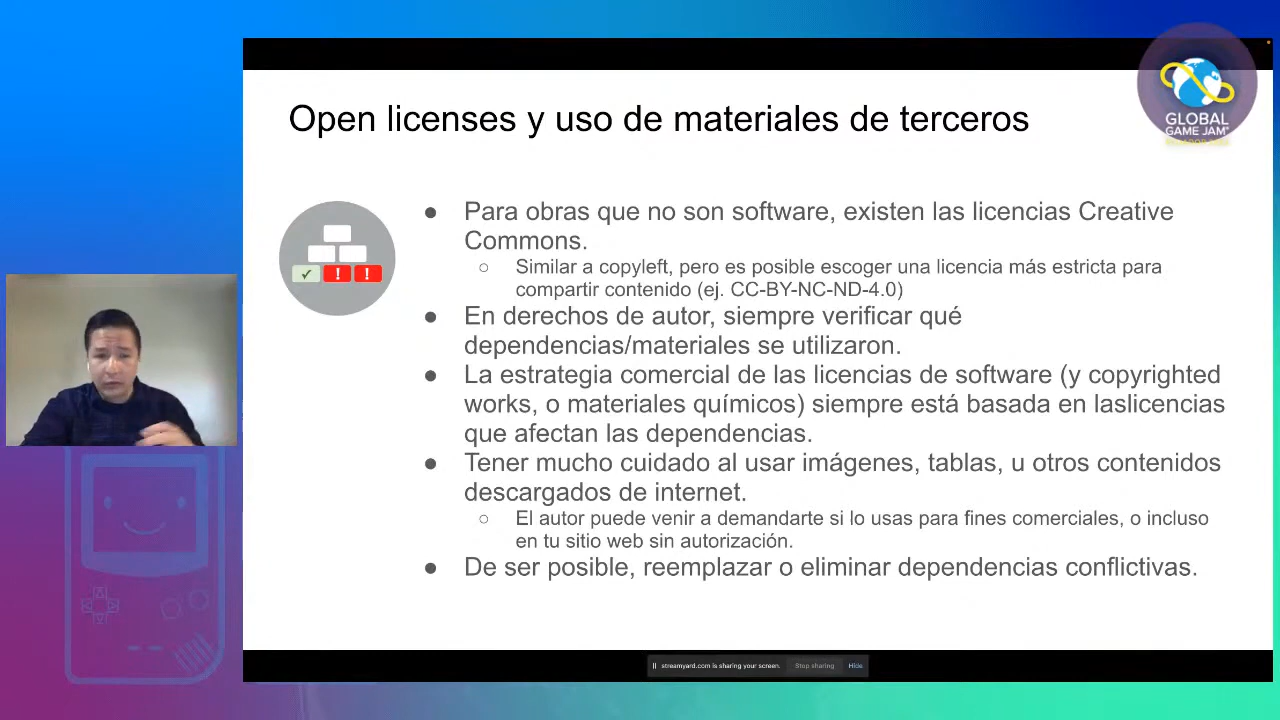 Open licenses y uso de materiales de terceros
GLOBAL
GAME JAM
● Para obras que no son software, existen las licencias Creative
Commons.
○ Similar a copyleft, pero es posible escoger una licencia más estricta para
compartir contenido (ej. CC-BY-NC-ND-4.0)
● En derechos de autor, siempre verificar qué
dependencias/materiales se utilizaron.
● La estrategia comercial de las licencias de software (y copyrighted
works, o materiales químicos) siempre está basada en laslicencias
que afectan las dependencias.
● Tener mucho cuidado al usar imágenes, tablas, u otros contenidos
descargados de internet.
○ El autor puede venir a demandarte si lo usas para fines comerciales, o incluso
en tu sitio web sin autorización.
● De ser posible, reemplazar o eliminar dependencias conflictivas.
streamyard.com is sharing your screen. Stop sharing Hide